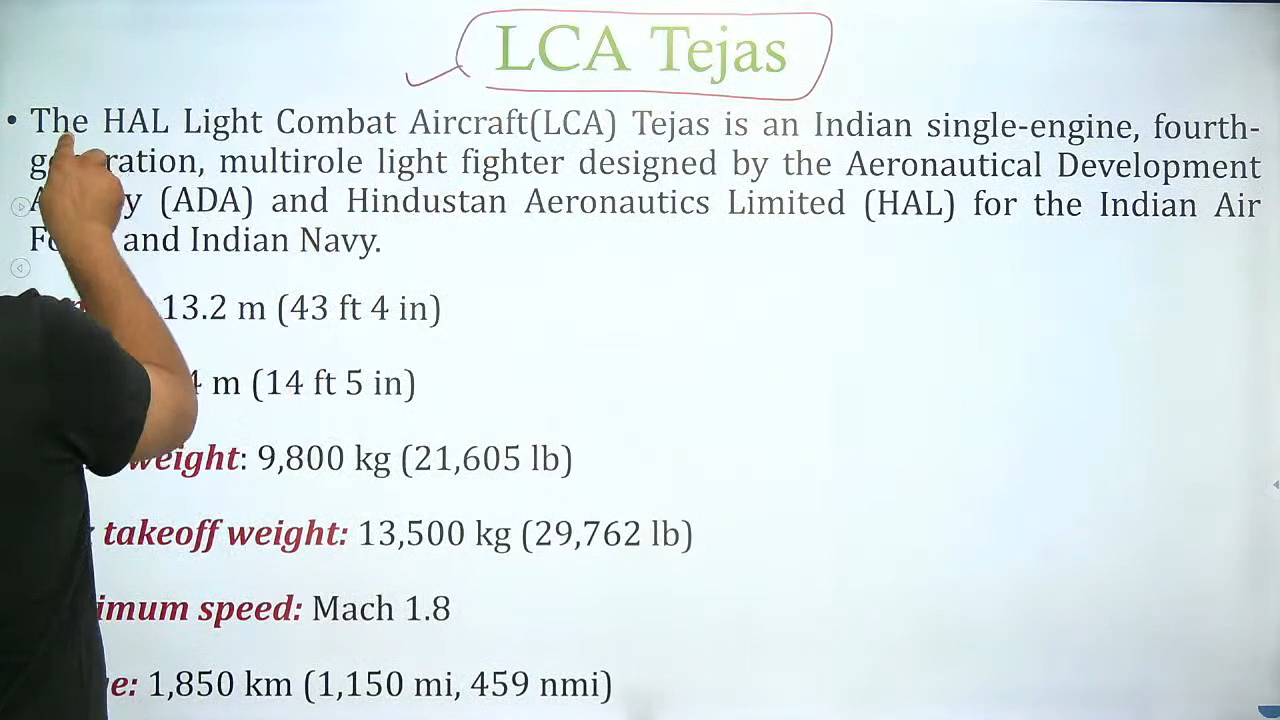 LCA Tejas
• The HAL Light Combat Aircraft(LCA) Tejas is an Indian single-engine, fourth-
multirole light fighter designed by the Aeronautical Development
(ADA) and Hindustan Aeronautics Limited (HAL) for the Indian Air
and Indian Navy.
13.2 m (43 ft 4 in)
m (14 ft 5 in)
weight: 9,800 kg (21,605 lb)
takeoff weight: 13,500 kg (29,762 lb)
speed: Mach 1.8
1,850 km (1,150 mi, 459 nmi)